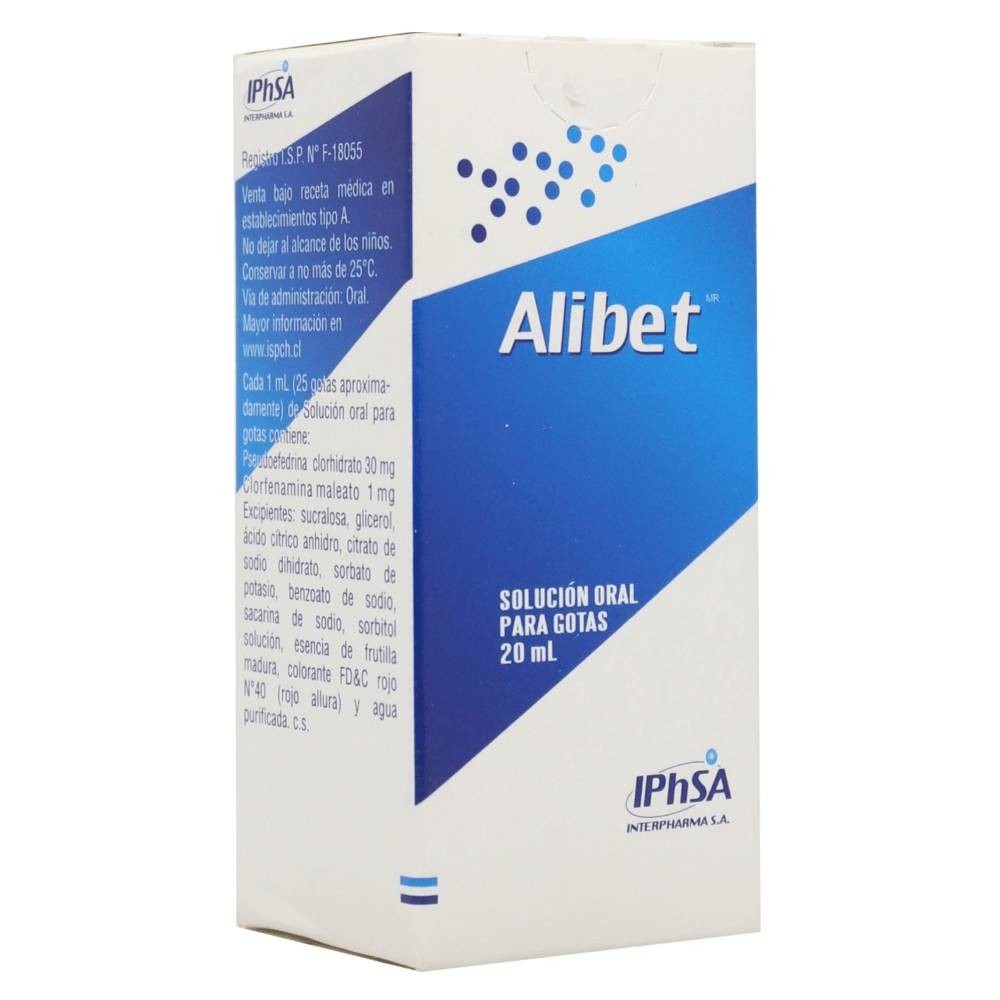 IPhSA
INTERPHARMA S.A.
Registro I.S.P. N° F-18055
Venta bajo receta médica en
establecimientos tipo A.
No dejar al alcance de los niños.
Conservar a no más de 25°C.
Vía de administración: Oral.
Mayor información en
www.ispch.cl
Cada 1 mL (25 gotas aproxima-
damente) de Solución oral para
gotas contiene:
Pseudoefedrina clorhidrato 30 mg
Clorfenamina maleato 1 mg
Excipientes: sucralosa, glicerol,
ácido cítrico anhidro, citrato de
sodio dihidrato, sorbato de
potasio, benzoato de sodio,
sacarina de sodio, sorbitol
solución, esencia de frutilla
madura, colorante FD&C rojo
N°40 (rojo allura) y agua
purificada. c.s.
Alibet MR
SOLUCIÓN ORAL
PARA GOTAS
20 mL
IPhSA
INTERPHARMA S.A.